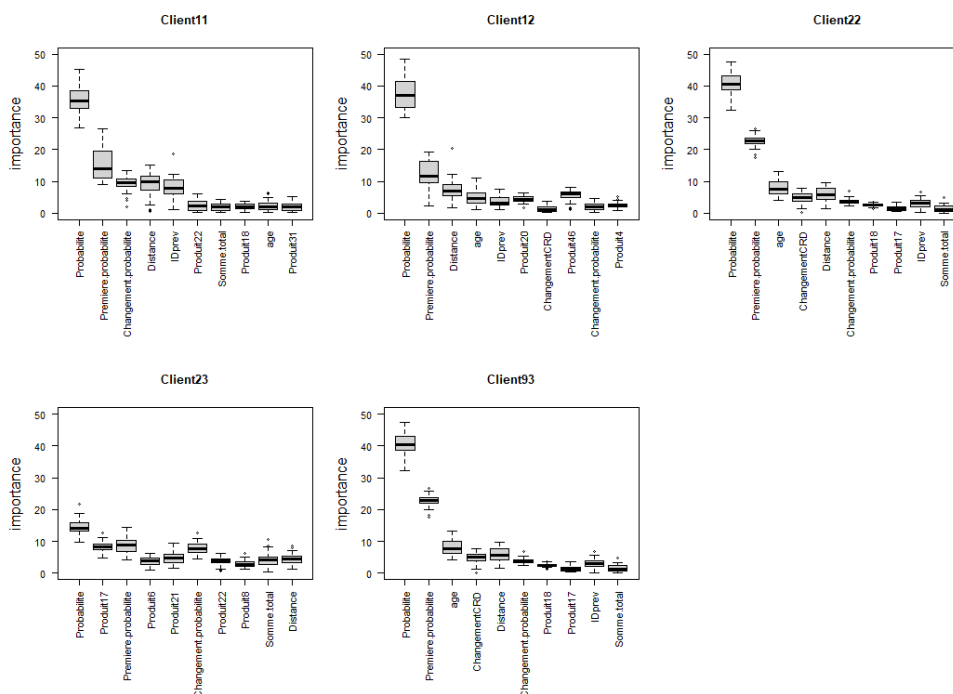 Client11
importance
50
40
30
20
10
0
Probabilite
Premiere.probabilite
Changement.probabilite
Distance
IDprev
Produit22
Somme.total
Produit18
age
Produit31
Client12
importance
50
40
30
20
10
0
Probabilite
Premiere.probabilite
Distance
age
IDprev
Produit20
ChangementCRD
Produit46
Changement.probabilite
Produit4
Client22
importance
50
40
30
20
10
0
Probabilite
Premiere.probabilite
age
ChangementCRD
Distance
Changement.probabilite
Produit18
Produit17
IDprev
Somme.total
Client23
importance
50
40
30
20
10
0
Probabilite
Produit17
Premiere.probabilite
Produit6
Produit21
Changement.probabilite
Produit22
Produit8
Somme.total
Distance
Client93
importance
50
40
30
20
10
0
Probabilite
Premiere.probabilite
age
ChangementCRD
Distance
Changement.probabilite
Produit18
Produit17
IDprev
Somme.total